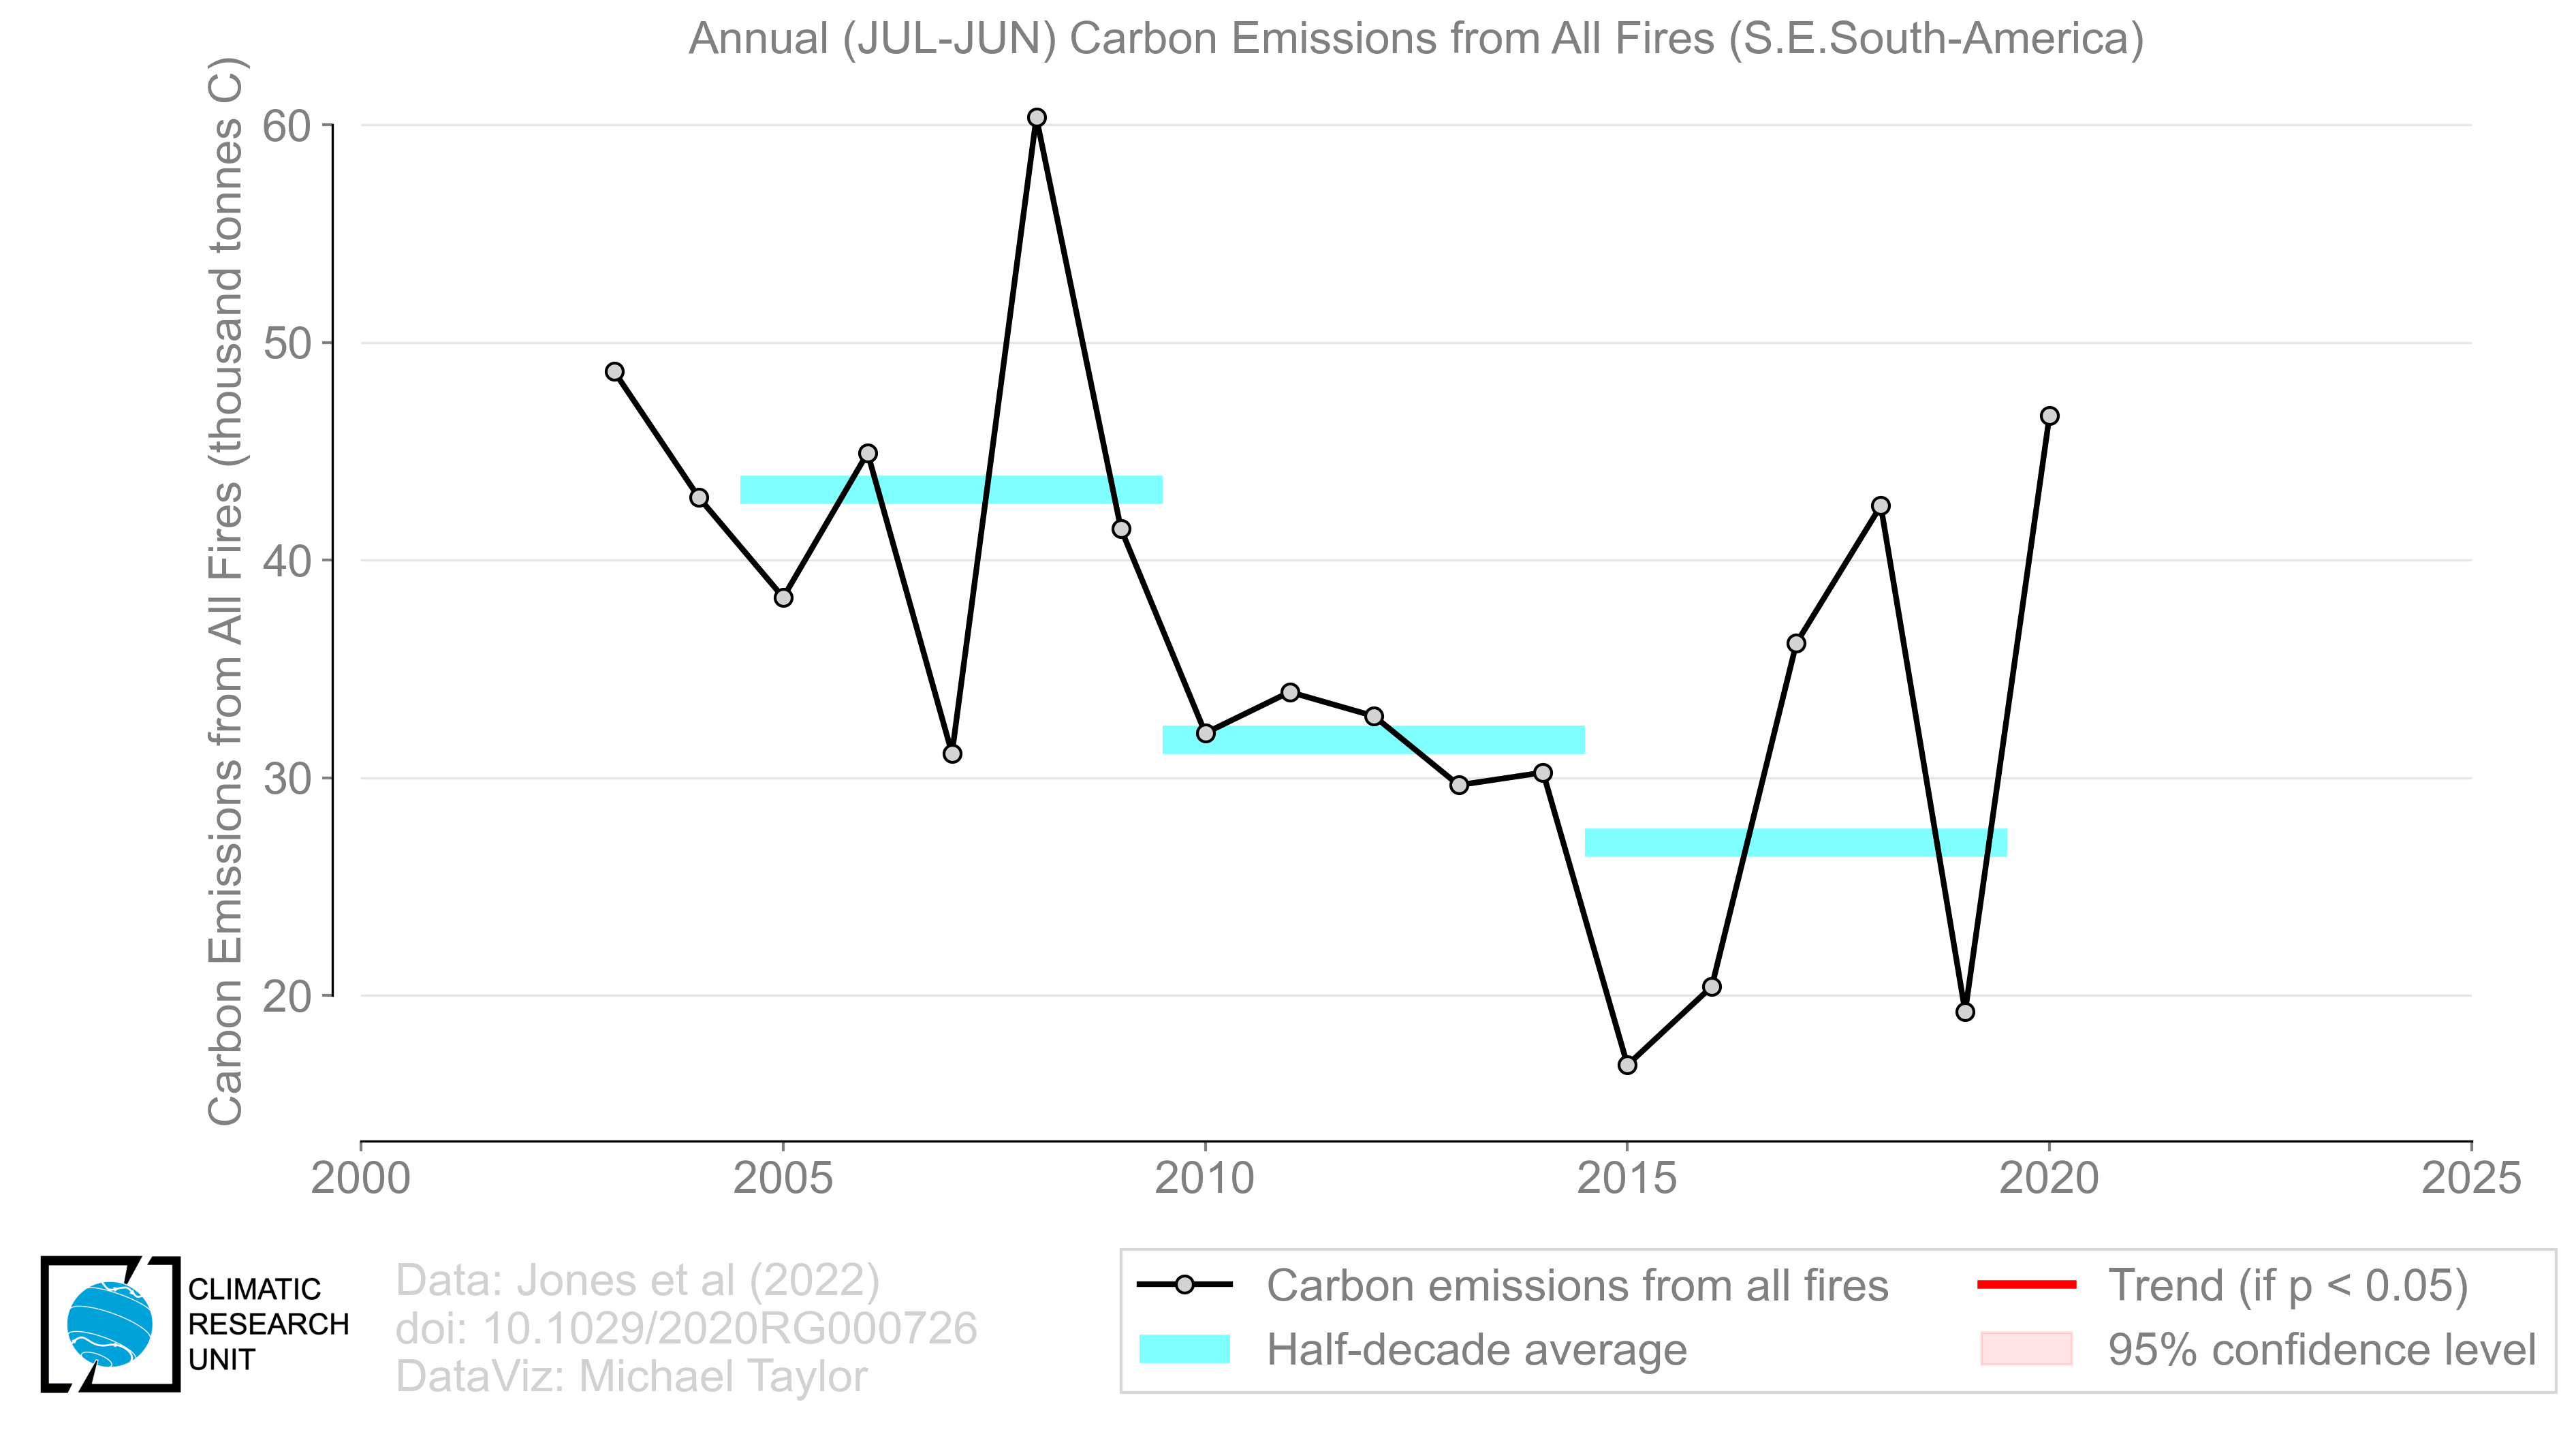 Annual (JUL-JUN) Carbon Emissions from All Fires (S.E.South-America)
Carbon Emissions from All Fires (thousand tonnes C)
60
50
40
30
20
2000 2005 2010 2015 2020 2025
CLIMATIC
RESEARCH
UNIT
Data: Jones et al (2022)
doi: 10.1029/2020RG000726
DataViz: Michael Taylor
Carbon emissions from all fires
Half-decade average
Trend (if p < 0.05)
95% confidence level